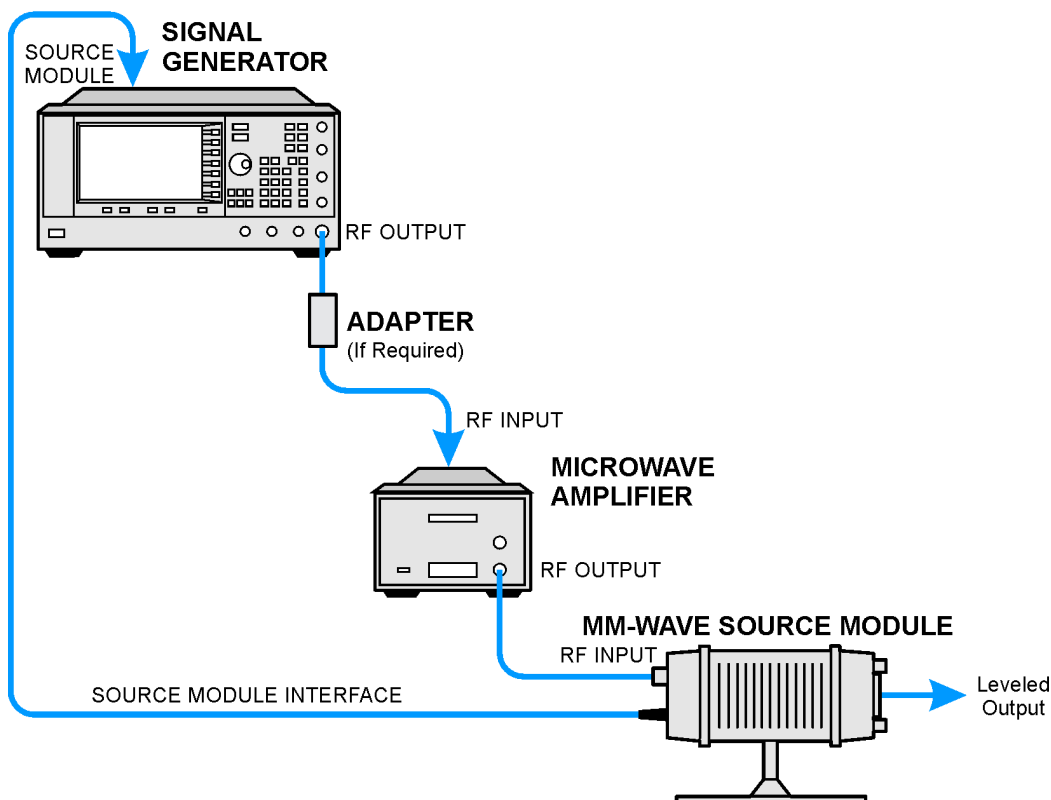 SIGNAL
GENERATOR
SOURCE
MODULE
RF OUTPUT
ADAPTER
(If Required)
RF INPUT
MICROWAVE
AMPLIFIER
RF OUTPUT
MM-WAVE SOURCE MODULE
RF INPUT
SOURCE MODULE INTERFACE
Leveled
Output